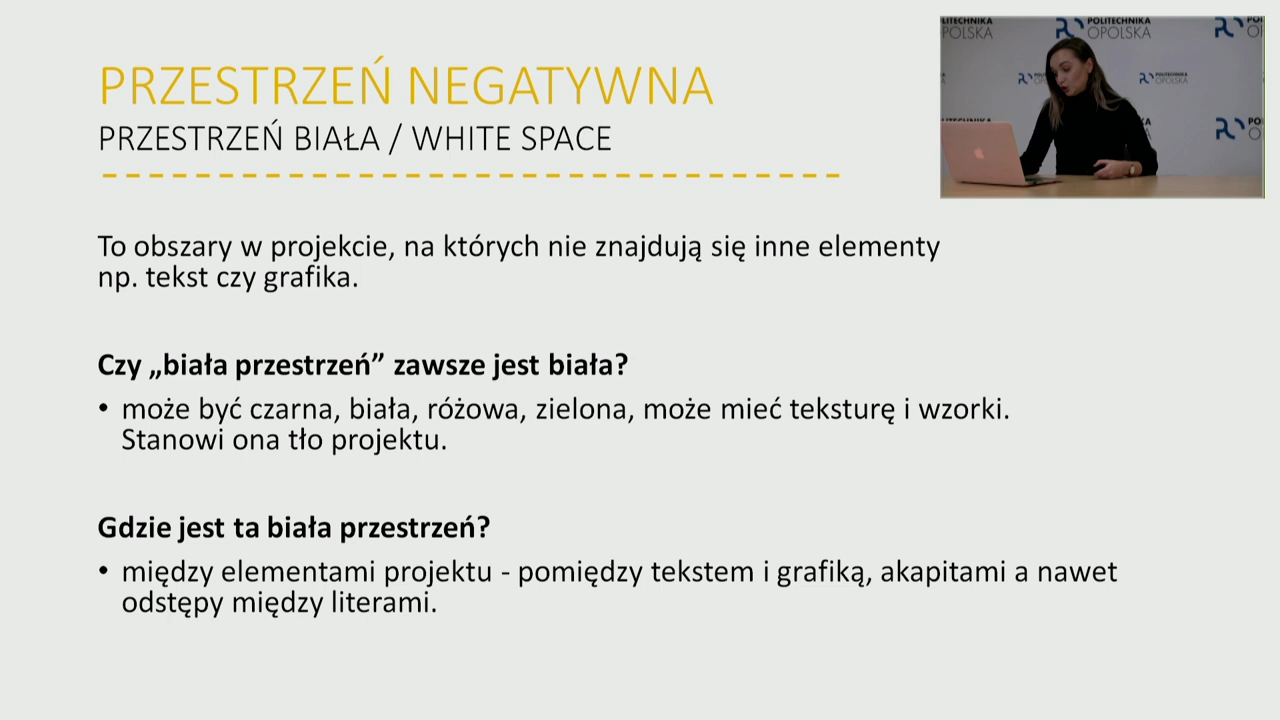 PRZESTRZEŃ NEGATYWNA
PRZESTRZEŃ BIAŁA / WHITE SPACE
To obszary w projekcie, na których nie znajdują się inne elementy
np. tekst czy grafika.
Czy „biała przestrzeń” zawsze jest biała?
• może być czarna, biała, różowa, zielona, może mieć teksturę i wzorki.
Stanowi ona tło projektu.
Gdzie jest ta biała przestrzeń?
• między elementami projektu - pomiędzy tekstem i grafiką, akapitami a nawet
odstępy między literami.
POLITECHNIKA
OPOLSKA
POLITECHNIKA
OPOLSKA
POLITECHNIKA
OPOLSKA